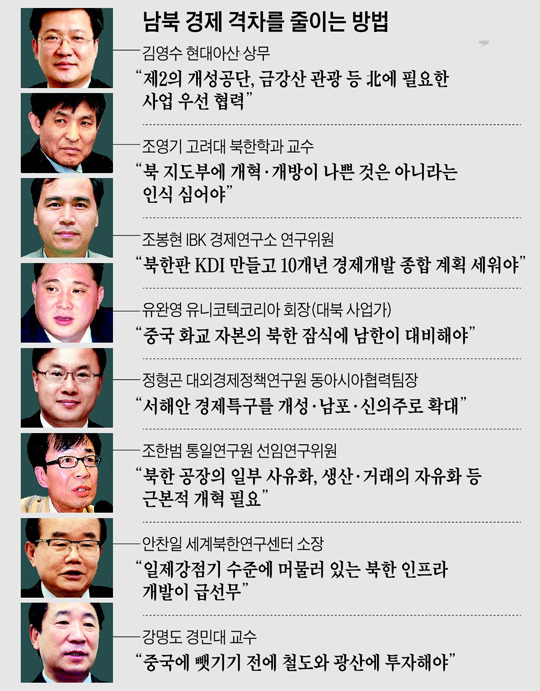 남북 경제 격차를 줄이는 방법
김영수 현대아산 상무
“제2의 개성공단, 금강산 관광 등 北에 필요한
사업 우선 협력”
조영기 고려대 북한학과 교수
“북 지도부에 개혁·개방이 나쁜 것은 아니라는
인식 심어야”
조봉현 IBK 경제연구소 연구위원
“북한판 KDI 만들고 10개년 경제개발 종합 계획 세워야”
유완영 유니코텍코리아 회장(대북 사업가)
“중국 화교 자본의 북한 잠식에 남한이 대비해야”
정형곤 대외경제정책연구원 동아시아협력팀장
“서해안 경제특구를 개성·남포·신의주로 확대”
조한범 통일연구원 선임연구위원
“북한 공장의 일부 사유화, 생산·거래의 자유화 등
근본적 개혁 필요”
안찬일 세계북한연구센터 소장
“일제강점기 수준에 머물러 있는 북한 인프라
개발이 급선무”
강명도 경민대 교수
“중국에 뺏기기 전에 철도와 광산에 투자해야”